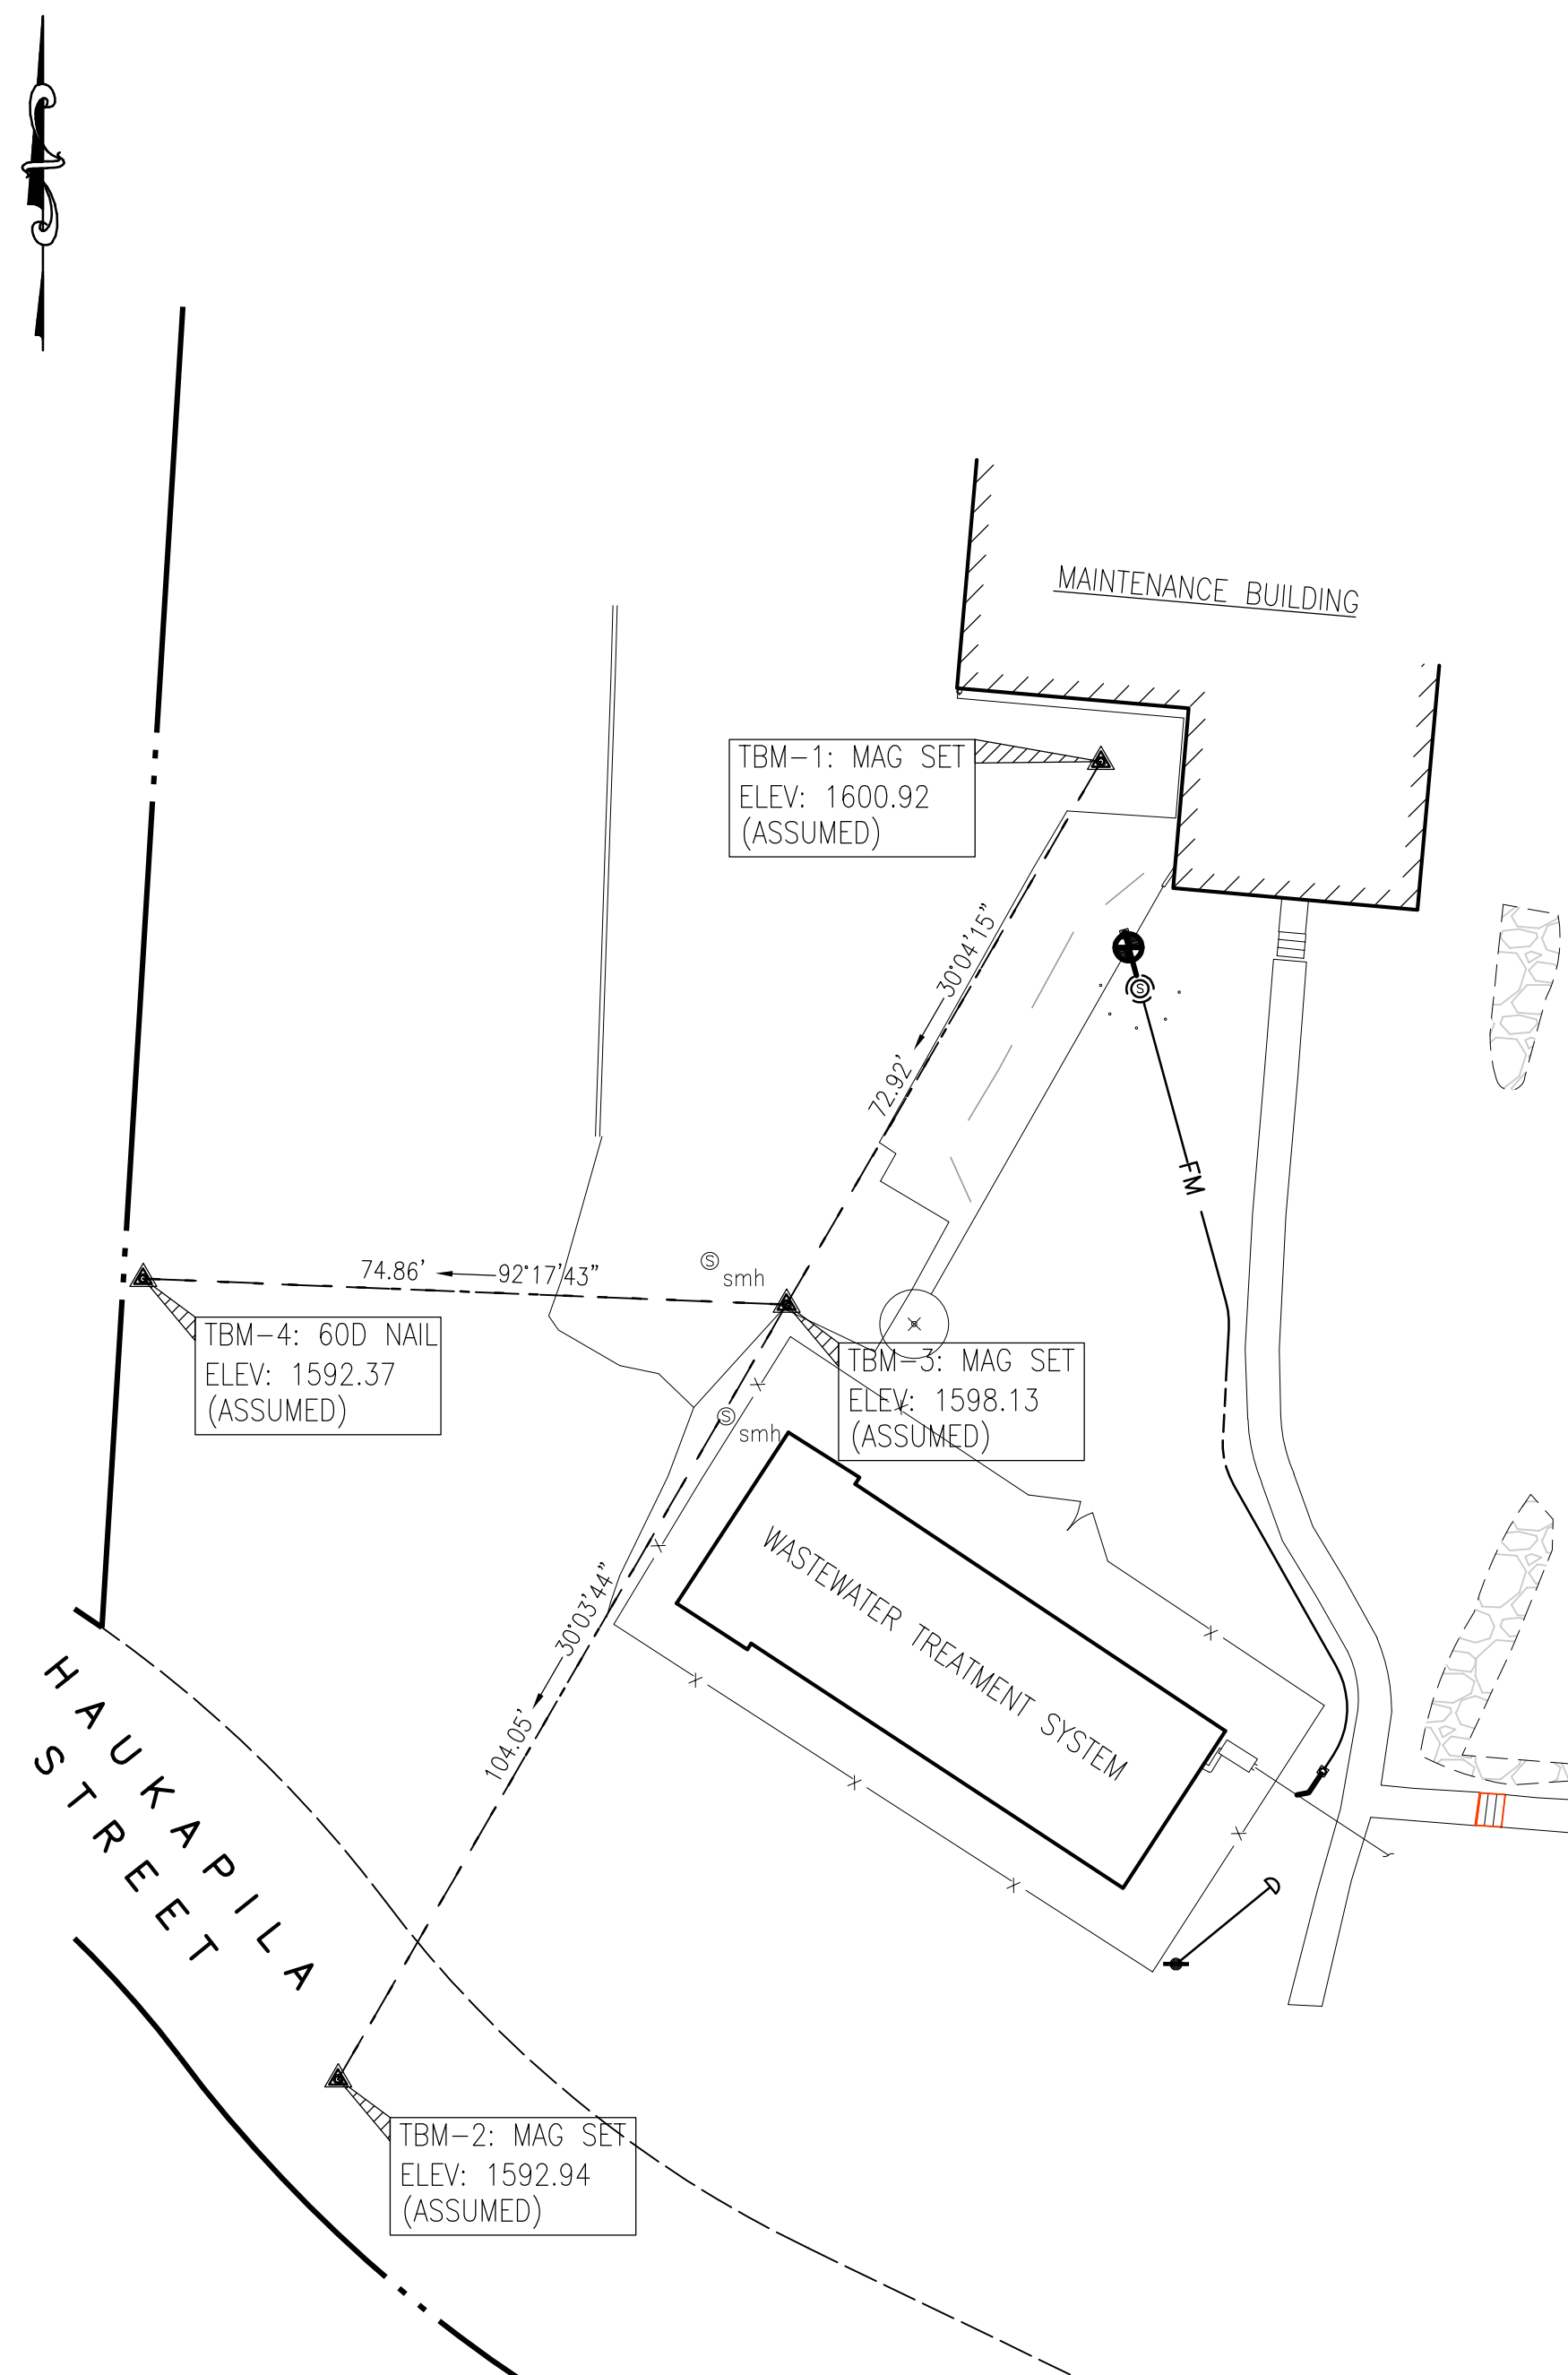 MAINTENANCE BUILDING
TBM-1: MAG SET
ELEV: 1600.92
(ASSUMED)
30°04'15"
72.92'
S
FM
74.86'
92°17'43"
S
smh
TBM-4: 60D NAIL
ELEV: 1592.37
(ASSUMED)
TBM-3: MAG SET
ELEV: 1598.13
(ASSUMED)
S
smh
WASTEWATER TREATMENT SYSTEM
30°03'44"
104.05'
HAUKAPILA
STREET
TBM-2: MAG SET
ELEV: 1592.94
(ASSUMED)